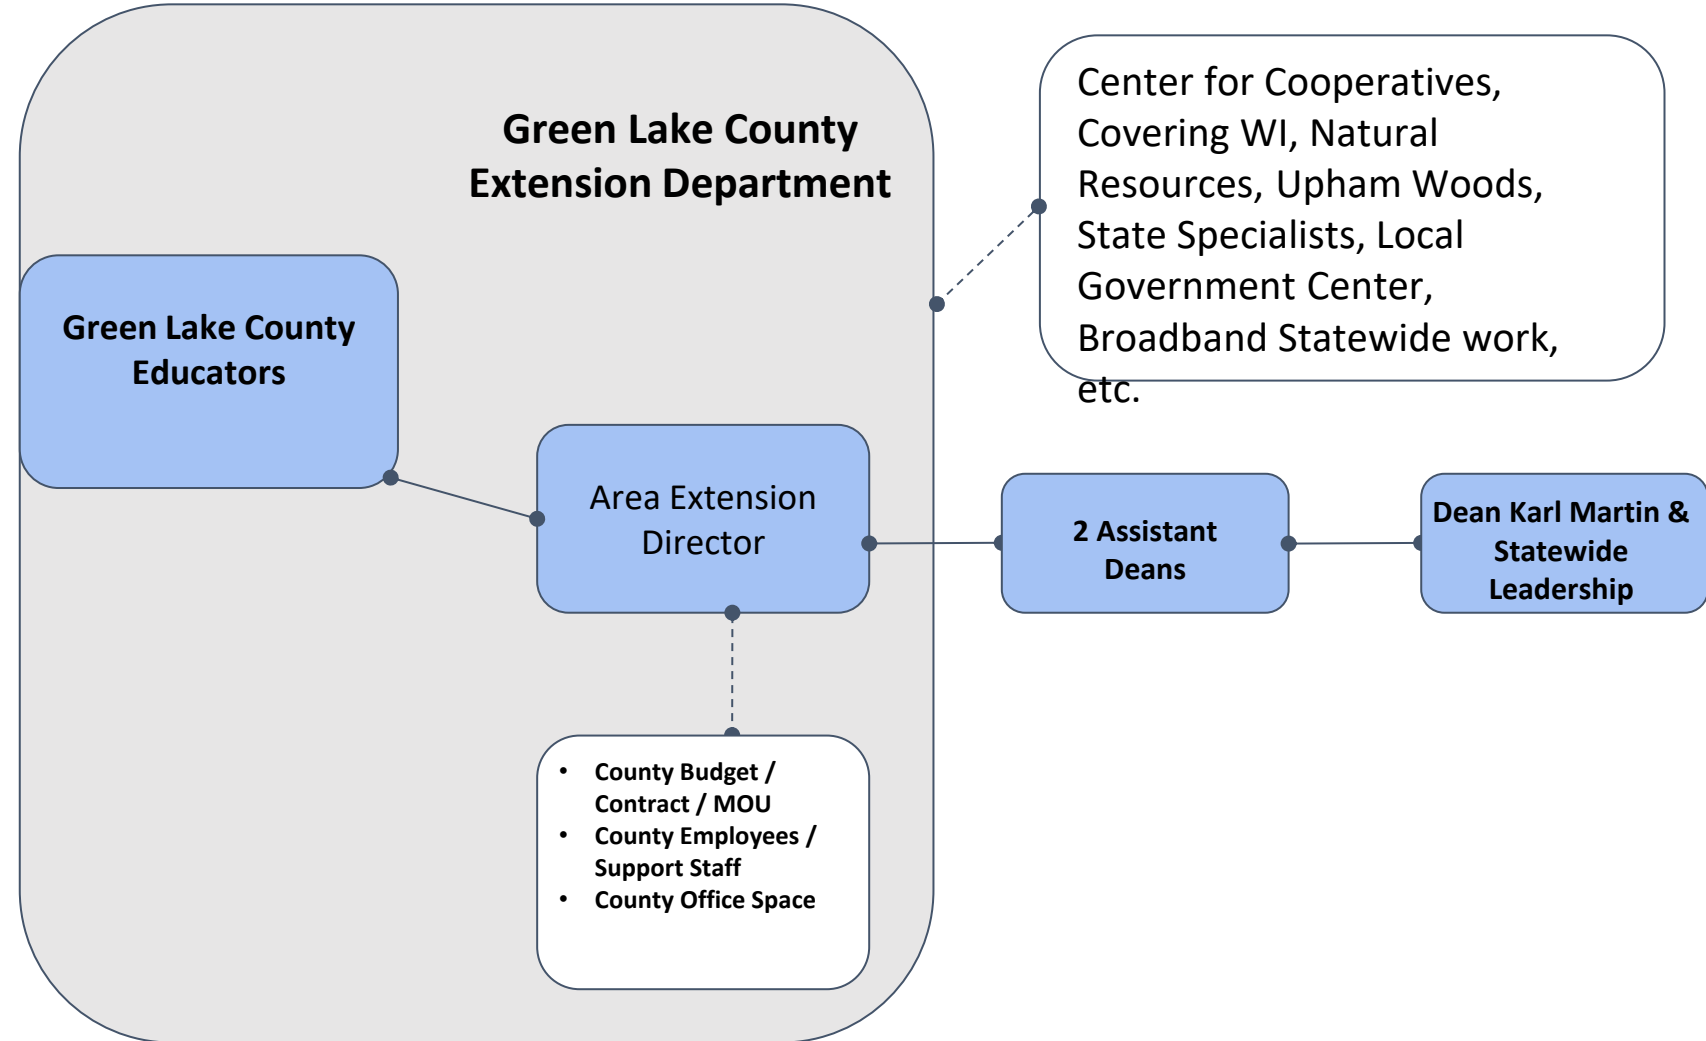 Green Lake County
Extension Department
Center for Cooperatives,
Covering WI, Natural
Resources, Upham Woods,
State Specialists, Local
Government Center,
Broadband Statewide work,
etc.
Green Lake County
Educators
Area Extension
Director
2 Assistant
Deans
Dean Karl Martin &
Statewide
Leadership
• County Budget /
Contract / MOU
• County Employees /
Support Staff
• County Office Space